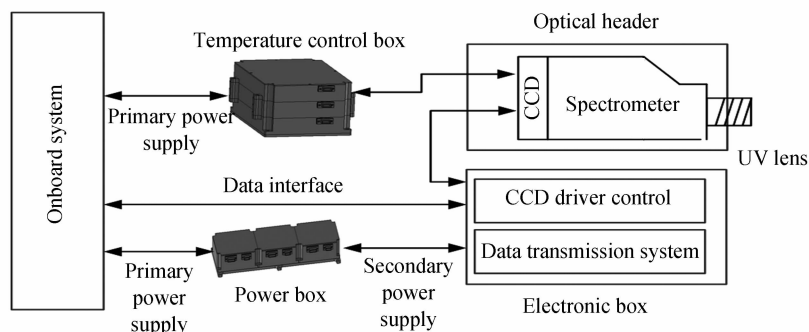 Optical header
Temperature control box
Onboard system
CCD
Spectrometer
Primary power
supply
UV lens
Data interface
CCD driver control
Data transmission system
Primary
power
supply
Power box
Secondary
power
supply
Electronic box